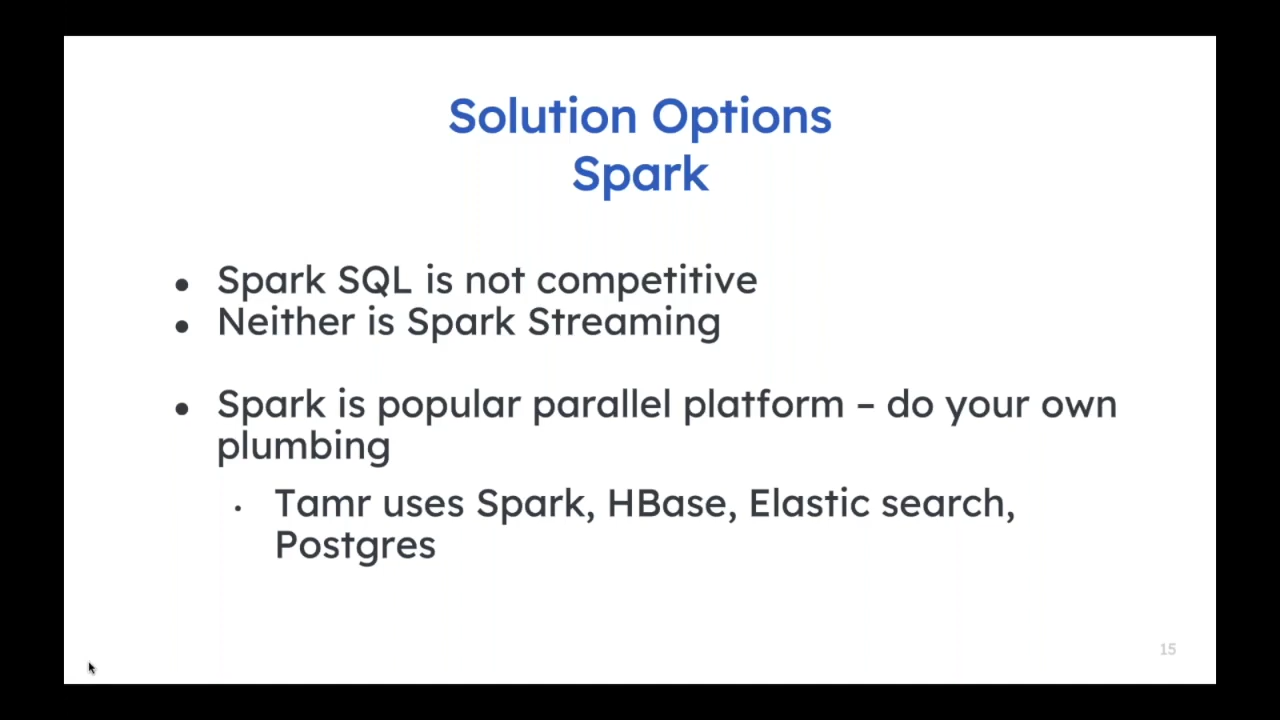 Solution Options
Spark
● Spark SQL is not competitive
● Neither is Spark Streaming
● Spark is popular parallel platform – do your own
plumbing
· Tamr uses Spark, HBase, Elastic search,
Postgres
15